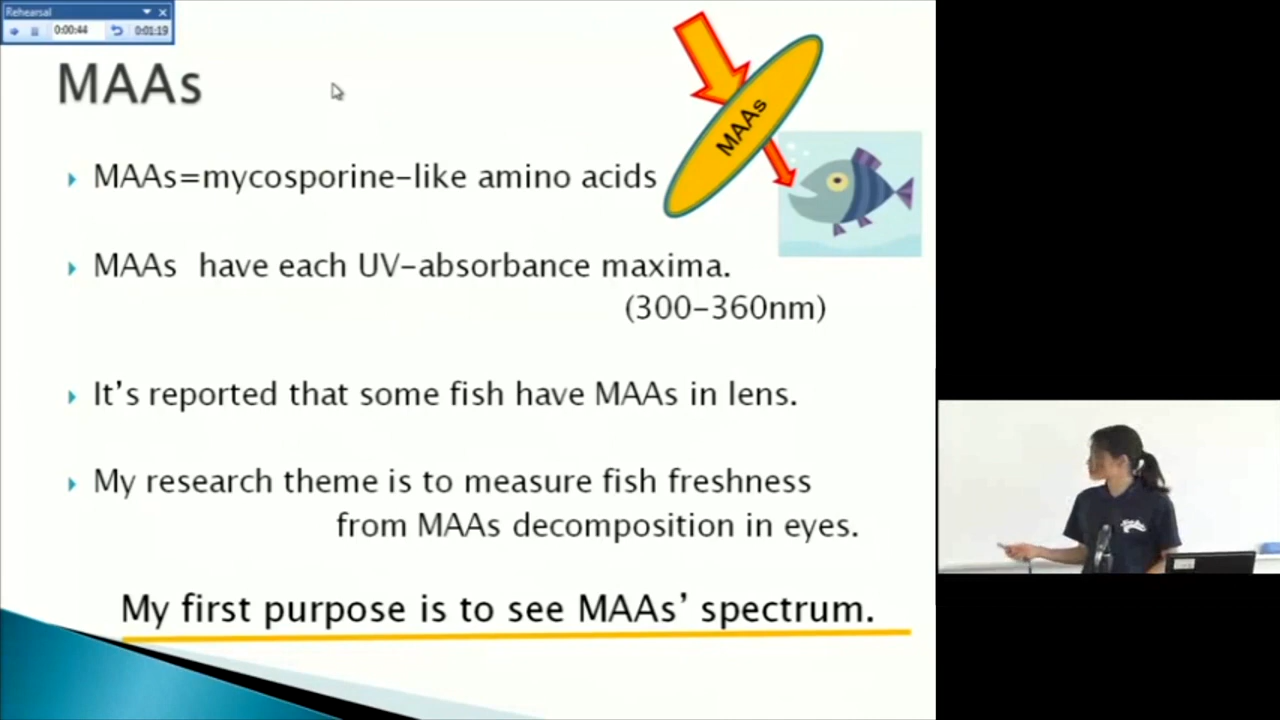 Rehearsal
0:00:44
0:01:19
MAAs
MAAs
MAAs=mycosporine-like amino acids
MAAs have each UV-absorbance maxima.
(300-360nm)
It's reported that some fish have MAAs in lens.
My research theme is to measure fish freshness
from MAAs decomposition in eyes.
My first purpose is to see MAAs' spectrum.